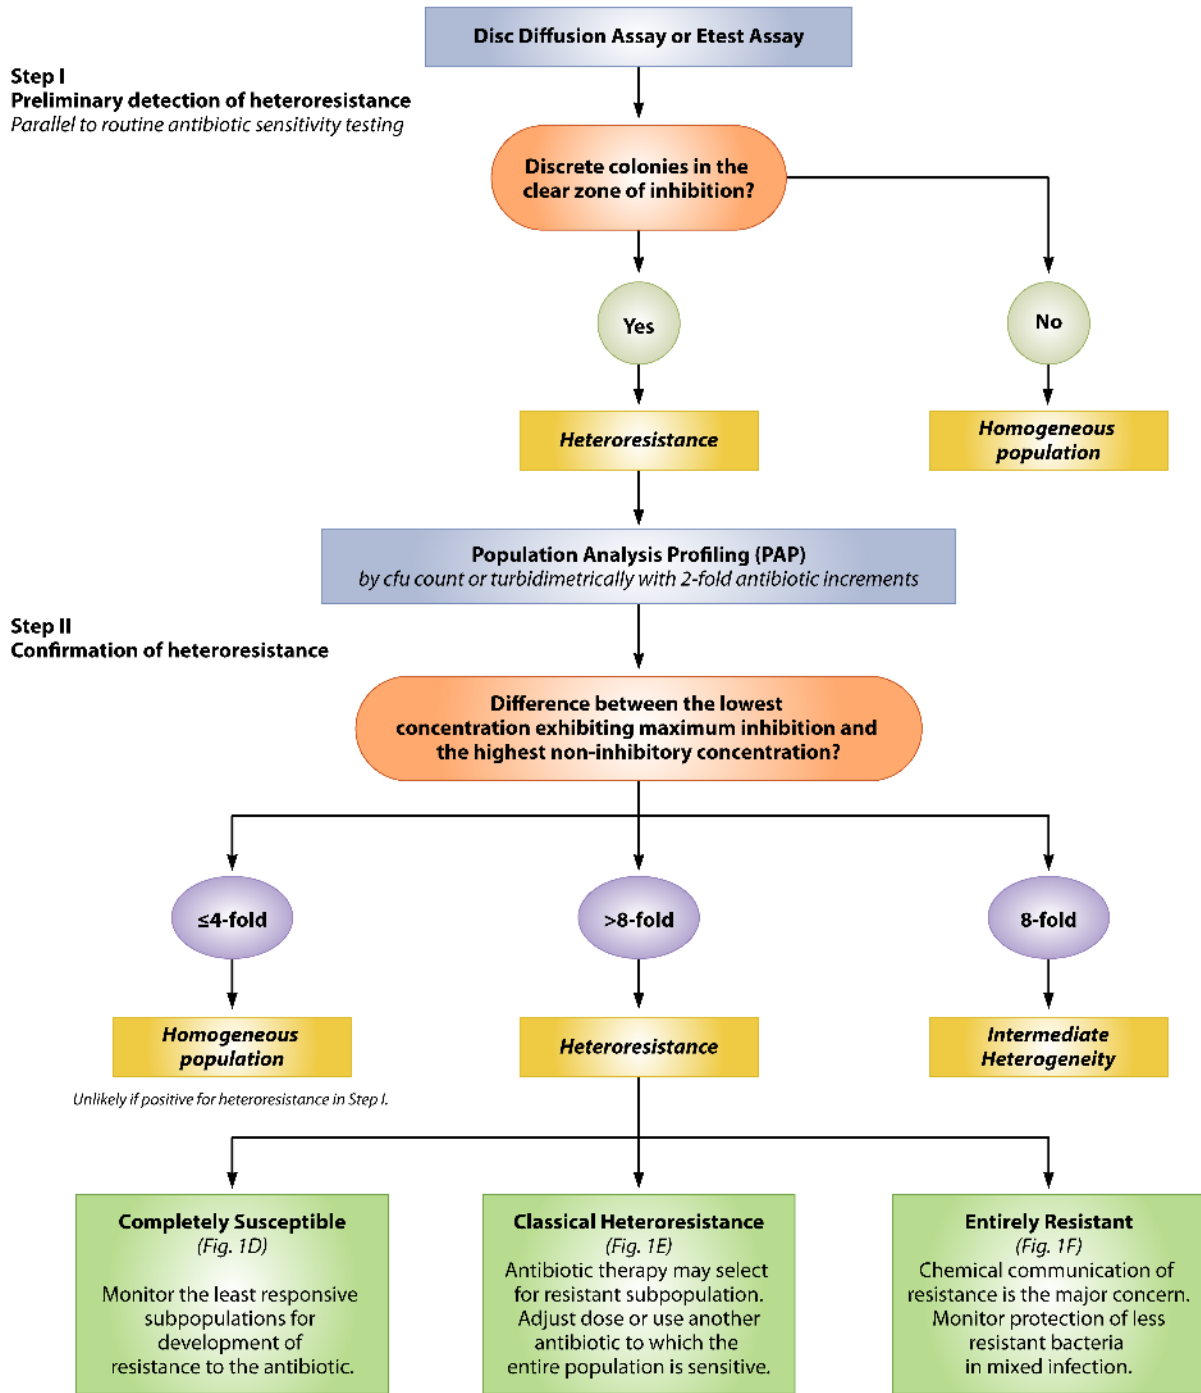 Disc Diffusion Assay or Etest Assay
Step I
Preliminary detection of heteroresistance
Parallel to routine antibiotic sensitivity testing
Discrete colonies in the
clear zone of inhibition?
Yes
No
Heteroresistance
Homogeneous
population
Population Analysis Profiling (PAP)
by cfu count or turbidimetrically with 2-fold antibiotic increments
Step II
Confirmation of heteroresistance
Difference between the lowest
concentration exhibiting maximum inhibition and
the highest non-inhibitory concentration?
≤4-fold
>8-fold
8-fold
Homogeneous
population
Heteroresistance
Intermediate
Heterogeneity
Unlikely if positive for heteroresistance in Step I.
Completely Susceptible
(Fig. 1D)
Monitor the least responsive
subpopulations for
development of
resistance to the antibiotic.
Classical Heteroresistance
(Fig. 1E)
Antibiotic therapy may select
for resistant subpopulation.
Adjust dose or use another
antibiotic to which the
entire population is sensitive.
Entirely Resistant
(Fig. 1F)
Chemical communication of
resistance is the major concern.
Monitor protection of less
resistant bacteria
in mixed infection.